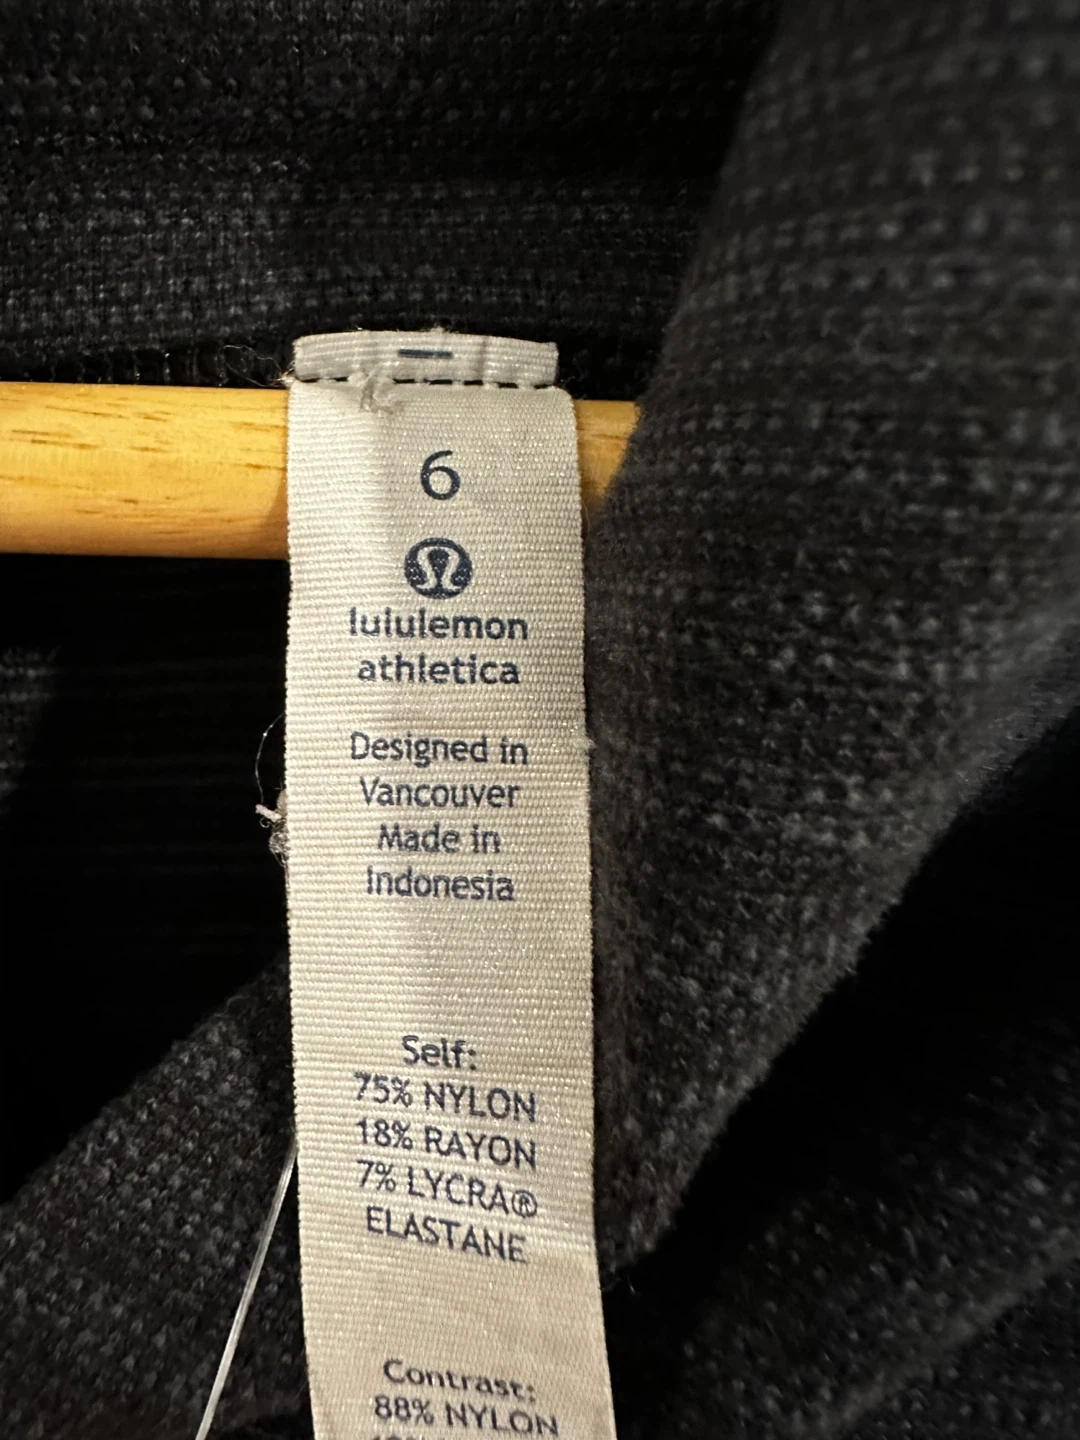 6
lululemon
athletica
Designed in
Vancouver
Made in
Indonesia
Self:
75% NYLON
18% RAYON
7% LYCRA®
ELASTANE
Contrast:
88% NYLON